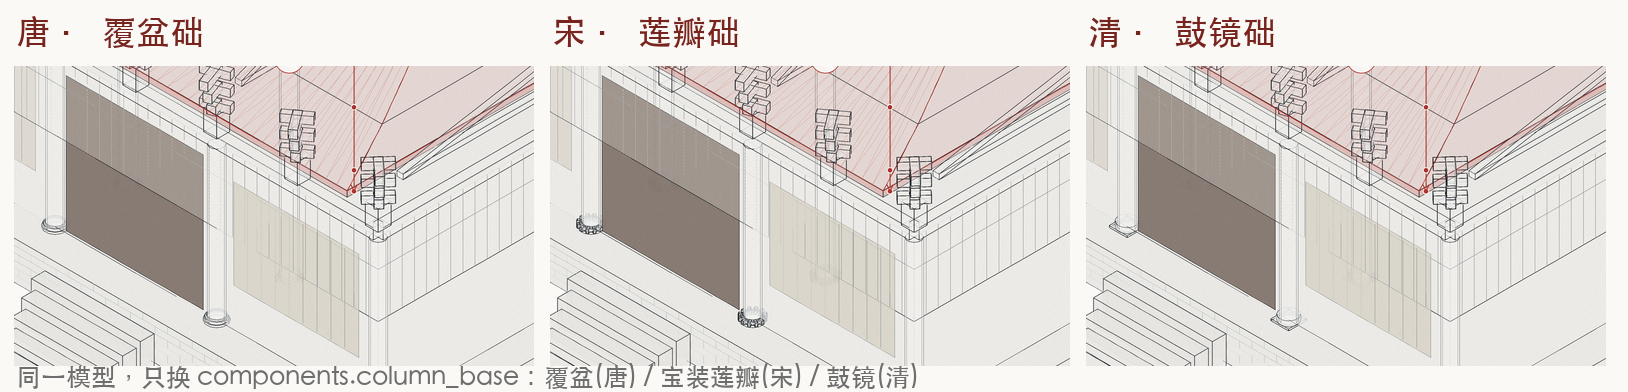 唐 · 覆盆础
宋 · 莲瓣础
清 · 鼓镜础
同一模型，只换 components.column_base：覆盆(唐) / 宝装莲瓣(宋) / 鼓镜(清)